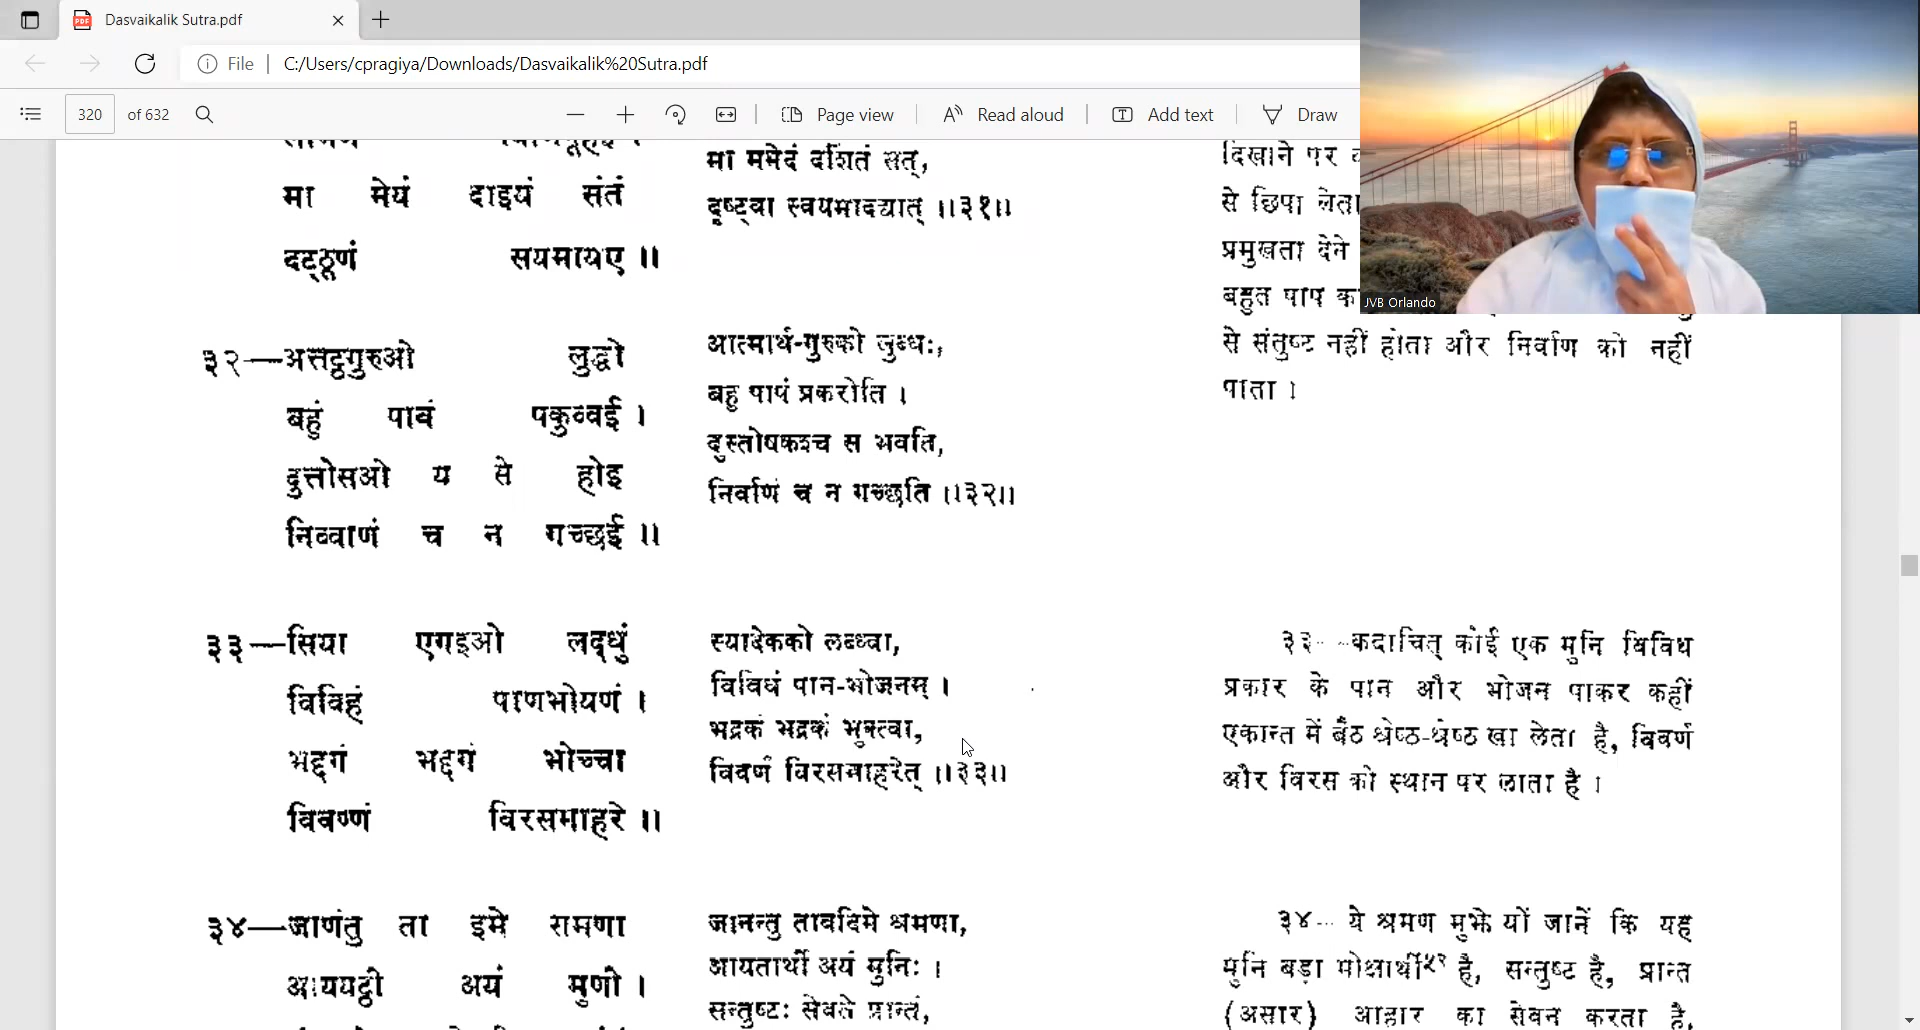 Dasvaikalik Sutra.pdf
File C:/Users/cpragiya/Downloads/Dasvaikalik%20Sutra.pdf
320 of 632 Page view Read aloud Add text Draw
JVB Orlando
मा मेयं दाइयं संतं
दट्ठूणं सयमायए ॥
३२—अत्तट्ठगुरुओ लुद्धो
बहुं पावं पकुव्वई ।
दुत्तोसओ य से होइ
निव्वाणं च न गच्छई ॥
३३—सिया एगइओ लद्धुं
विविहं पाणभोयणं ।
भद्दगं भद्दगं भोच्चा
विवण्णं विरसमाहरे ॥
३४—जाणंतु ता इमे समणा
आययट्ठी अयं मुणी ।
मा ममेदं दर्शितं सत्,
दृष्ट्वा स्वयमादद्यात् ॥३१॥
आत्मार्थ-गुरुको लुब्धः,
बहु पापं प्रकरोति ।
दुस्तोषकश्च स भवति,
निर्वाणं च न गच्छति ॥३२॥
स्यादेकको लब्ध्वा,
विविधं पान-भोजनम् ।
भद्रकं भद्रकं भुक्त्वा,
विवर्णं विरसमाहरेत् ॥३३॥
जानन्तु तावदिमे श्रमणा,
आयतार्थी अयं मुनिः ।
सन्तुष्टः सेवते प्रान्तं,
दिखाने पर
से छिपा लेता
प्रमुखता देने
बहुत पाप
से संतुष्ट नहीं होता और निर्वाण को नहीं
पाता ।
३३—कदाचित् कोई एक मुनि विविध
प्रकार के पान और भोजन पाकर कहीं
एकान्त में बैठ श्रेष्ठ-श्रेष्ठ खा लेता है, विवर्ण
और विरस को स्थान पर लाता है ।
३४—ये श्रमण मुझे यों जानें कि यह
मुनि बड़ा मोक्षार्थी५२ है, सन्तुष्ट है, प्रान्त
(असार) आहार का सेवन करता है,